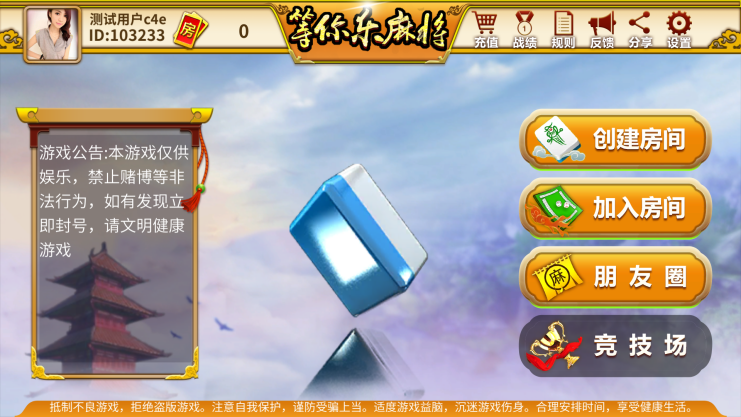 测试用户c4e
ID:103233
房
0
等你乐麻将
充值 战绩 规则 反馈 分享 设置
游戏公告:本游戏仅供
娱乐，禁止赌博等非
法行为，如有发现立
即封号，请文明健康
游戏
创建房间
加入房间
麻
朋友圈
竞技场
抵制不良游戏，拒绝盗版游戏。注意自我保护，谨防受骗上当。适度游戏益脑，沉迷游戏伤身。合理安排时间，享受健康生活。